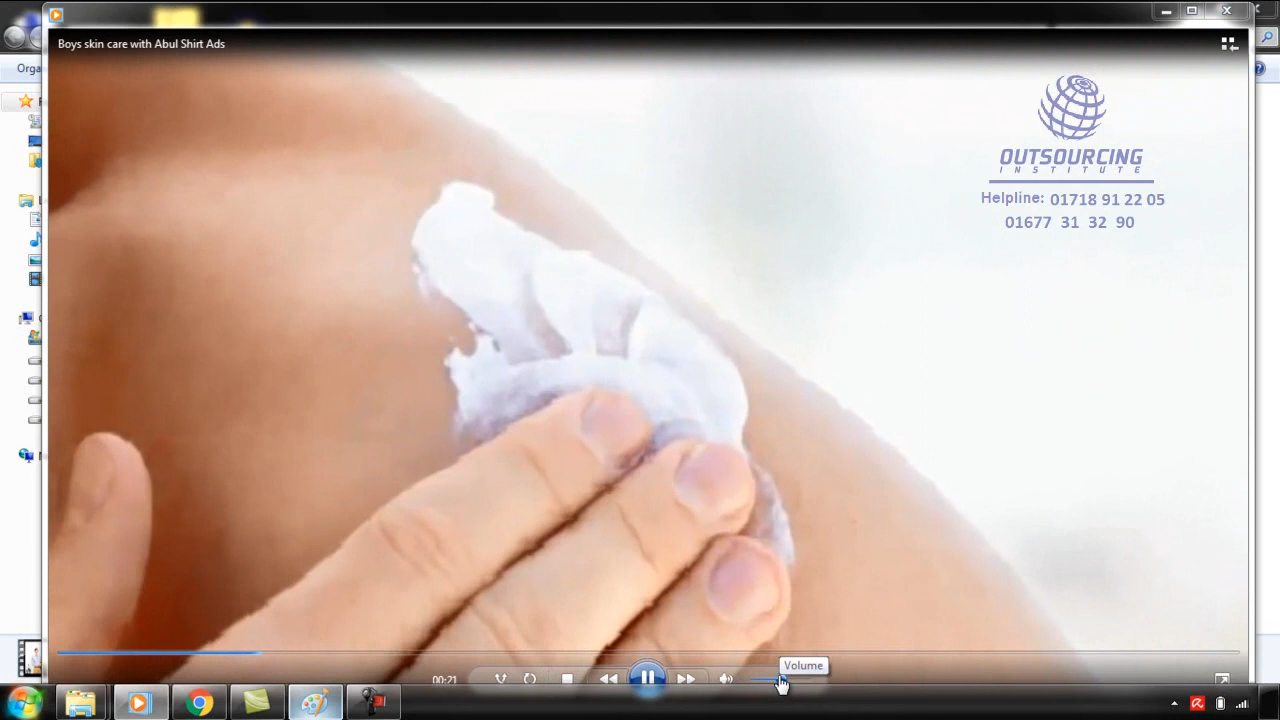 Boys skin care with Abul Shirt Ads
Orga
OUTSOURCING
INSTITUTE
Helpline: 01718 91 22 05
01677 31 32 90
00:21
Volume